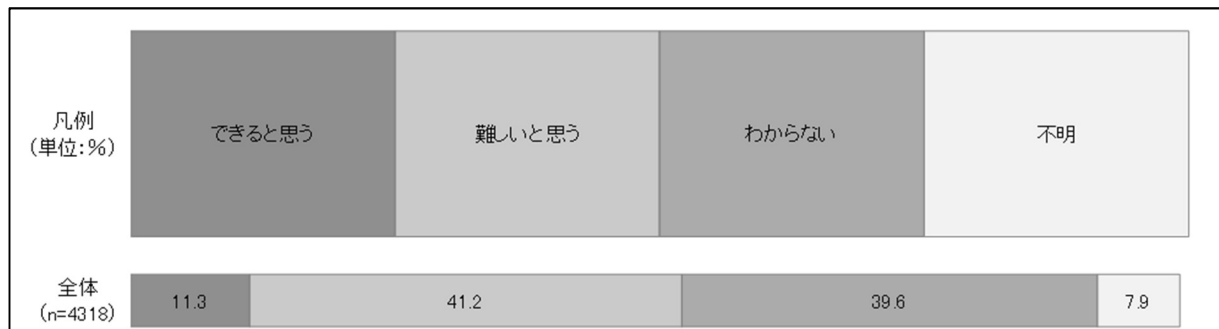 凡例
(単位:%)
できると思う
難しいと思う
わからない
不明
全体
(n=4318)
11.3
41.2
39.6
7.9